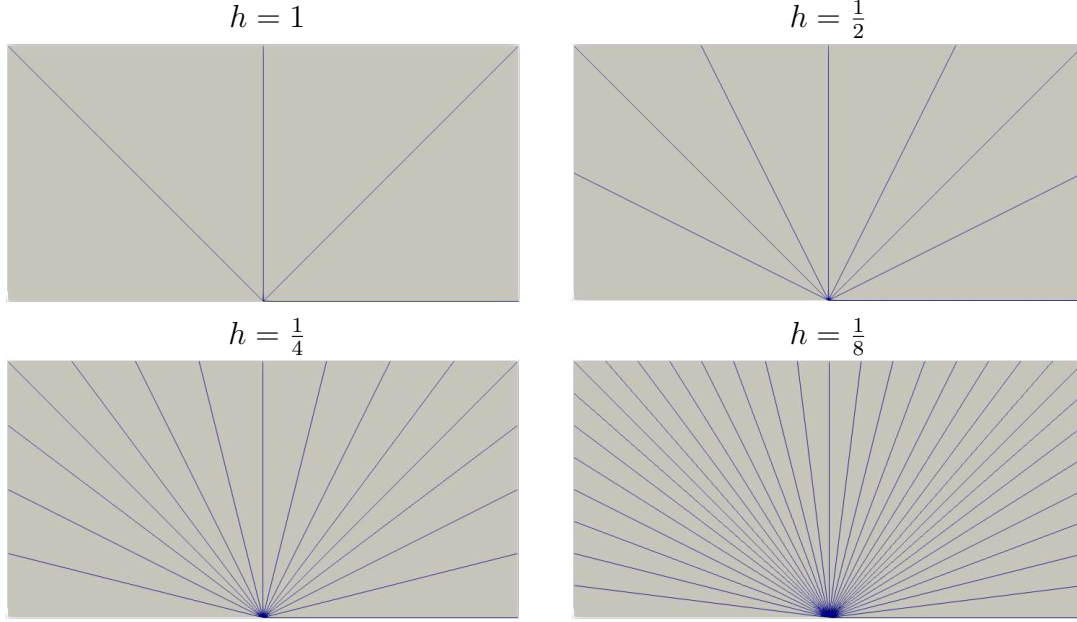 h = 1
h = 1/2
h = 1/4
h = 1/8